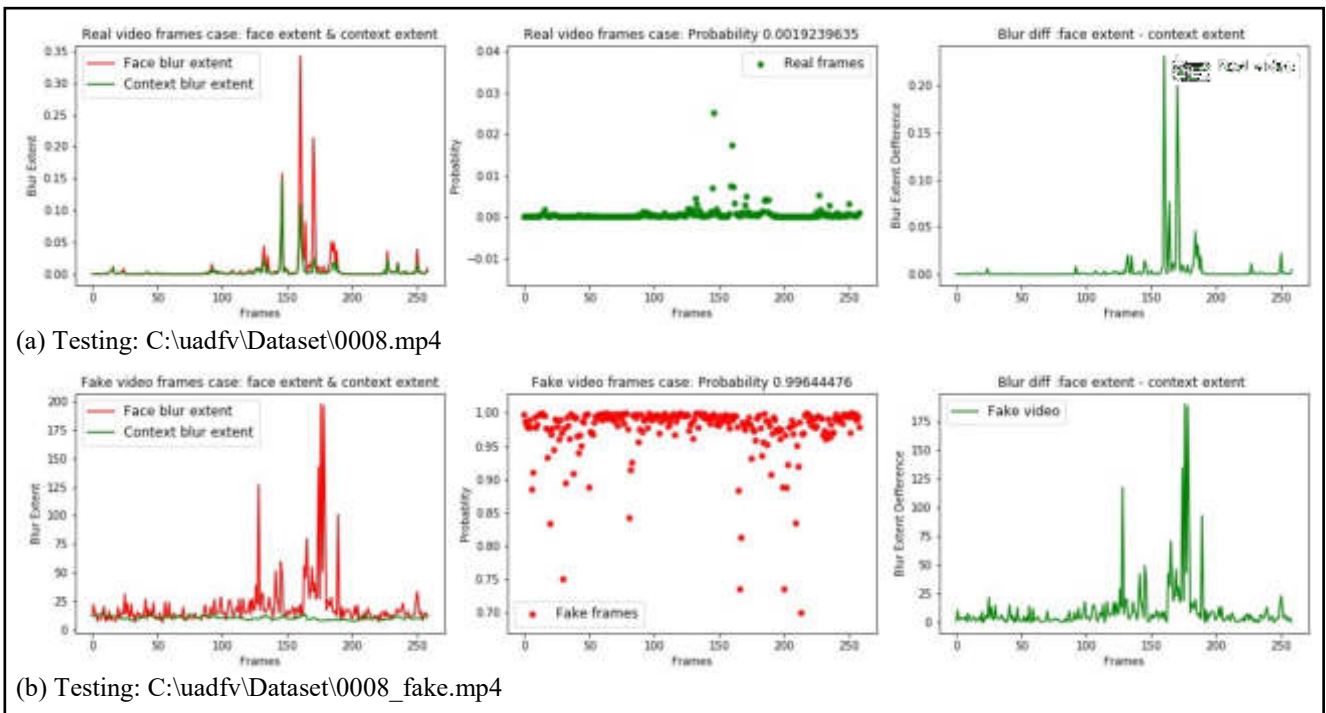 Real video frames case: face extent & context extent
Face blur extent
Context blur extent
0.35
0.30
0.25
0.20
0.15
0.10
0.05
0.00
Blur Extent
0 50 100 150 200 250
Frames
Real video frames case: Probability 0.0019239635
Real frames
0.04
0.03
0.02
0.01
0.00
−0.01
Probablity
0 50 100 150 200 250
Frames
Blur diff :face extent - context extent
0.20
0.15
0.10
0.05
0.00
Blur Extent Defference
0 50 100 150 200 250
Frames
(a) Testing: C:\uadfv\Dataset\0008.mp4
Fake video frames case: face extent & context extent
Face blur extent
Context blur extent
200
175
150
125
100
75
50
25
0
Blur Extent
0 50 100 150 200 250
Frames
Fake video frames case: Probability 0.99644476
1.00
0.95
0.90
0.85
0.80
0.75
0.70
Probablity
Fake frames
0 50 100 150 200 250
Frames
Blur diff :face extent - context extent
Fake video
175
150
125
100
75
50
25
0
Blur Extent Defference
0 50 100 150 200 250
Frames
(b) Testing: C:\uadfv\Dataset\0008_fake.mp4